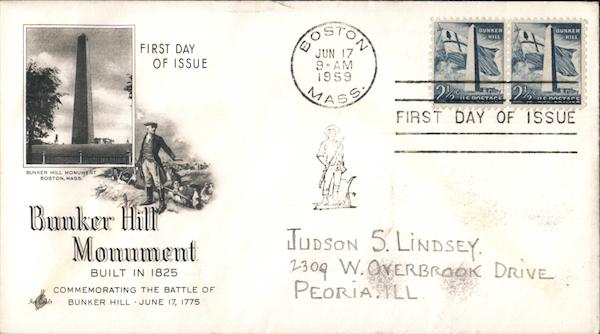 FIRST DAY
OF ISSUE
BUNKER HILL MONUMENT
BOSTON, MASS.
Bunker Hill
Monument
BUILT IN 1825
COMMEMORATING THE BATTLE OF
BUNKER HILL • JUNE 17, 1775
Art Craft
BOSTON
JUN 17
9-AM
1959
MASS.
BUNKER
HILL
2½¢ U.S. POSTAGE
BUNKER
HILL
2½¢ U.S. POSTAGE
FIRST DAY OF ISSUE
JUDSON S. LINDSEY.
2309 W. OVERBROOK DRIVE
PEORIA. ILL.